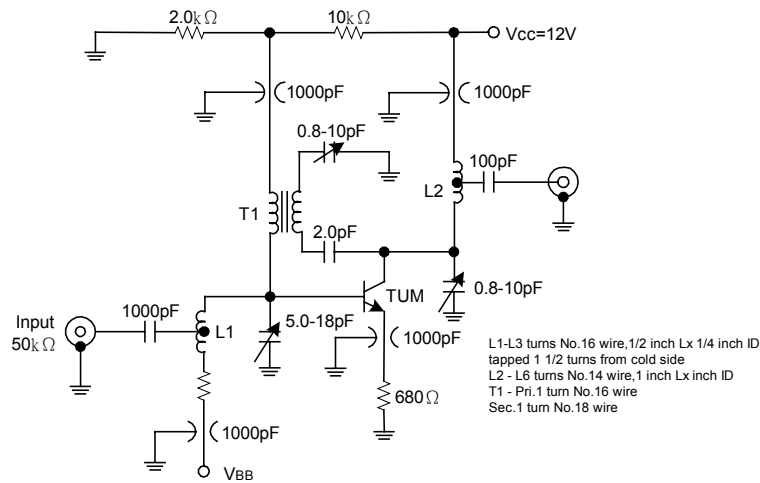 2.0kΩ
10kΩ
Vcc=12V
1000pF
1000pF
0.8-10pF
100pF
T1
L2
2.0pF
TUM
0.8-10pF
1000pF
Input
50kΩ
L1
5.0-18pF
1000pF
680Ω
1000pF
VBB
L1-L3 turns No.16 wire,1/2 inch Lx 1/4 inch ID
tapped 1 1/2 turns from cold side
L2 - L6 turns No.14 wire,1 inch Lx inch ID
T1 - Pri.1 turn No.16 wire
Sec.1 turn No.18 wire